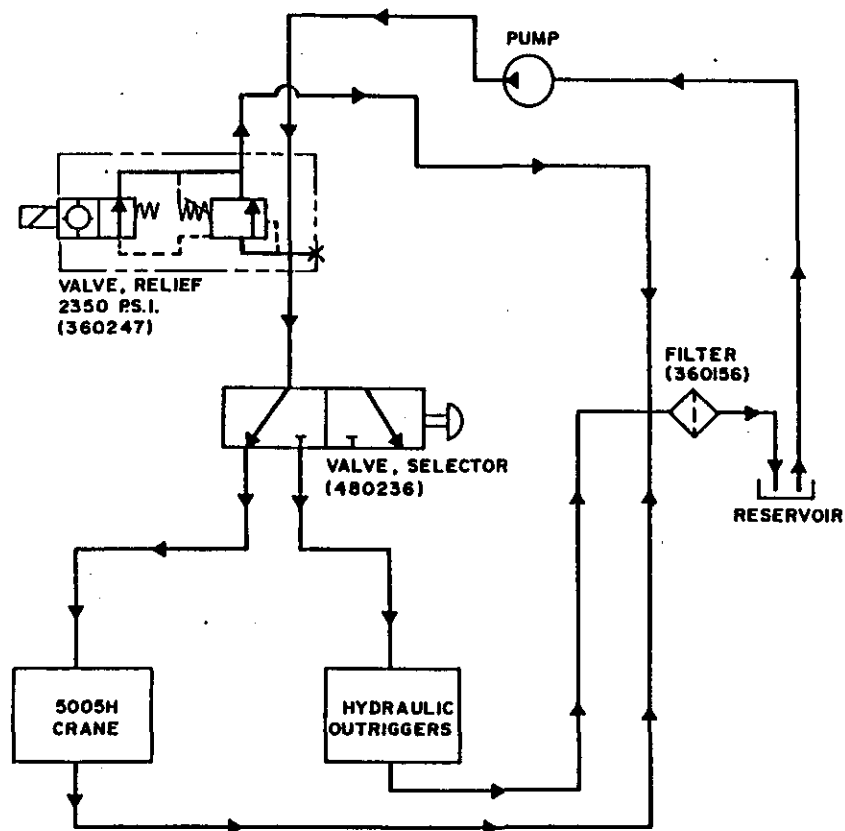 PUMP
VALVE, RELIEF
2350 P.S.I.
(360247)
FILTER
(360156)
VALVE, SELECTOR
(480236)
RESERVOIR
5005H
CRANE
HYDRAULIC
OUTRIGGERS